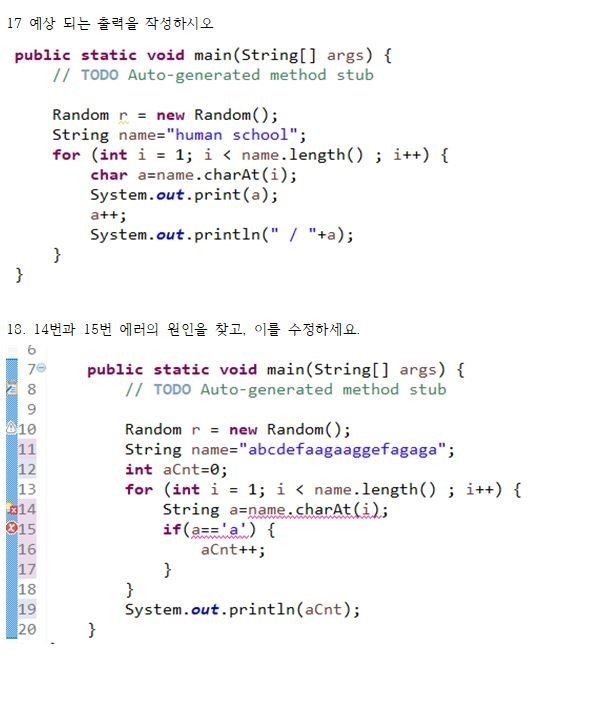 17 예상 되는 출력을 작성하시오
public static void main(String[] args) {
// TODO Auto-generated method stub
Random r = new Random();
String name="human school";
for (int i = 1; i < name.length() ; i++) {
char a=name.charAt(i);
System.out.print(a);
a++;
System.out.println(" / "+a);
}
}
18. 14번과 15번 에러의 원인을 찾고, 이를 수정하세요.
6
7 public static void main(String[] args) {
8 // TODO Auto-generated method stub
9
10 Random r = new Random();
11 String name="abcdefaagaaggefagaga";
12 int aCnt=0;
13 for (int i = 1; i < name.length() ; i++) {
14 String a=name.charAt(i);
15 if(a=='a') {
16 aCnt++;
17 }
18 }
19 System.out.println(aCnt);
20 }